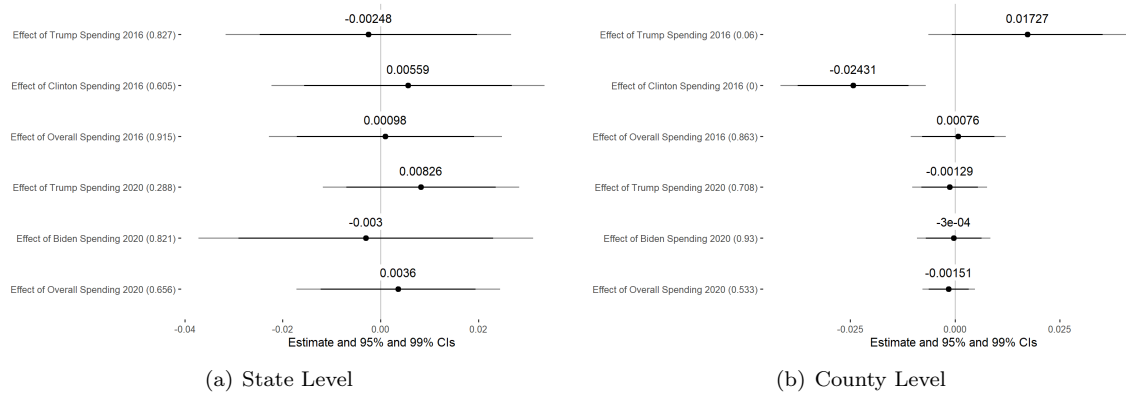 -0.00248
Effect of Trump Spending 2016 (0.827)
0.00559
Effect of Clinton Spending 2016 (0.605)
0.00098
Effect of Overall Spending 2016 (0.915)
0.00826
Effect of Trump Spending 2020 (0.288)
-0.003
Effect of Biden Spending 2020 (0.821)
0.0036
Effect of Overall Spending 2020 (0.656)
-0.04 -0.02 0.00 0.02
Estimate and 95% and 99% CIs
(a) State Level
0.01727
Effect of Trump Spending 2016 (0.06)
-0.02431
Effect of Clinton Spending 2016 (0)
0.00076
Effect of Overall Spending 2016 (0.863)
-0.00129
Effect of Trump Spending 2020 (0.708)
-3e-04
Effect of Biden Spending 2020 (0.93)
-0.00151
Effect of Overall Spending 2020 (0.533)
-0.025 0.000 0.025
Estimate and 95% and 99% CIs
(b) County Level